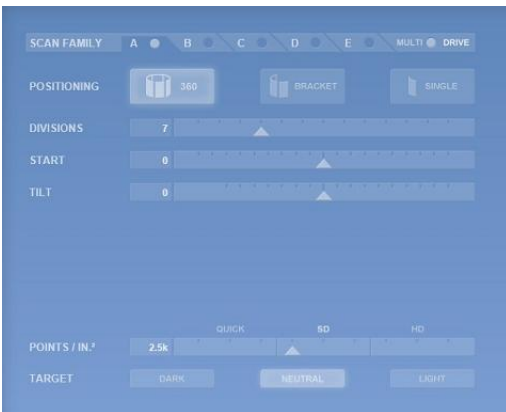 SCAN FAMILY A B C D E MULTI DRIVE
POSITIONING 360 BRACKET SINGLE
DIVISIONS 7
START 0
TILT 0
QUICK SD HD
POINTS / IN.² 2.5k
TARGET DARK NEUTRAL LIGHT